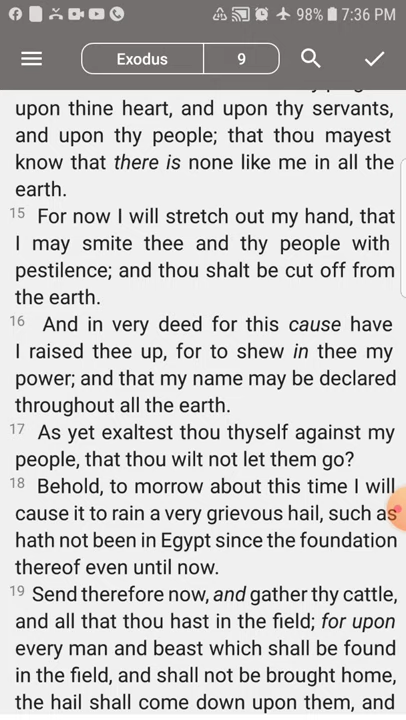 98% 7:36 PM
Exodus 9
upon thine heart, and upon thy servants,
and upon thy people; that thou mayest
know that there is none like me in all the
earth.
15 For now I will stretch out my hand, that
I may smite thee and thy people with
pestilence; and thou shalt be cut off from
the earth.
16 And in very deed for this cause have
I raised thee up, for to shew in thee my
power; and that my name may be declared
throughout all the earth.
17 As yet exaltest thou thyself against my
people, that thou wilt not let them go?
18 Behold, to morrow about this time I will
cause it to rain a very grievous hail, such as
hath not been in Egypt since the foundation
thereof even until now.
19 Send therefore now, and gather thy cattle,
and all that thou hast in the field; for upon
every man and beast which shall be found
in the field, and shall not be brought home,
the hail shall come down upon them, and